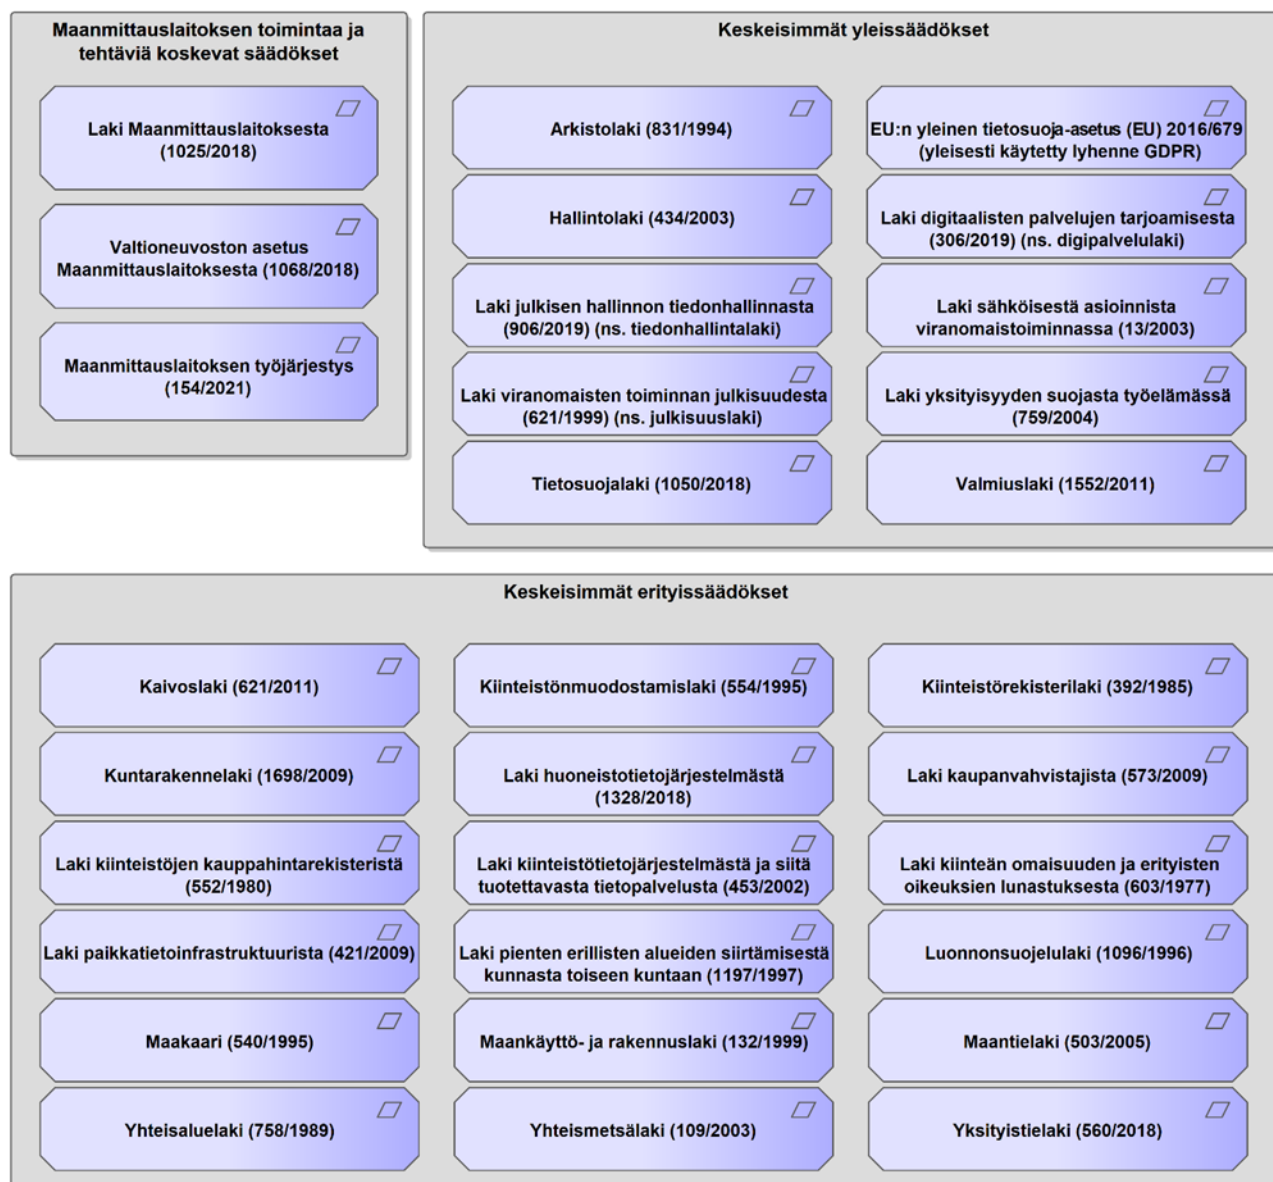 Maanmittauslaitoksen toimintaa ja
tehtäviä koskevat säädökset
Laki Maanmittauslaitoksesta
(1025/2018)
Valtioneuvoston asetus
Maanmittauslaitoksesta (1068/2018)
Maanmittauslaitoksen työjärjestys
(154/2021)
Keskeisimmät yleissäädökset
Arkistolaki (831/1994)
EU:n yleinen tietosuoja-asetus (EU) 2016/679
(yleisesti käytetty lyhenne GDPR)
Hallintolaki (434/2003)
Laki digitaalisten palvelujen tarjoamisesta
(306/2019) (ns. digipalvelulaki)
Laki julkisen hallinnon tiedonhallinnasta
(906/2019) (ns. tiedonhallintalaki)
Laki sähköisestä asioinnista
viranomaistoiminnassa (13/2003)
Laki viranomaisten toiminnan julkisuudesta
(621/1999) (ns. julkisuuslaki)
Laki yksityisyyden suojasta työelämässä
(759/2004)
Tietosuojalaki (1050/2018)
Valmiuslaki (1552/2011)
Keskeisimmät erityissäädökset
Kaivoslaki (621/2011)
Kiinteistönmuodostamislaki (554/1995)
Kiinteistörekisterilaki (392/1985)
Kuntarakennelaki (1698/2009)
Laki huoneistotietojärjestelmästä
(1328/2018)
Laki kaupanvahvistajista (573/2009)
Laki kiinteistöjen kauppahintarekisteristä
(552/1980)
Laki kiinteistötietojärjestelmästä ja siitä
tuotettavasta tietopalvelusta (453/2002)
Laki kiinteän omaisuuden ja erityisten
oikeuksien lunastuksesta (603/1977)
Laki paikkatietoinfrastruktuurista (421/2009)
Laki pienten erillisten alueiden siirtämisestä
kunnasta toiseen kuntaan (1197/1997)
Luonnonsuojelulaki (1096/1996)
Maakaari (540/1995)
Maankäyttö- ja rakennuslaki (132/1999)
Maantielaki (503/2005)
Yhteisaluelaki (758/1989)
Yhteismetsälaki (109/2003)
Yksityistielaki (560/2018)